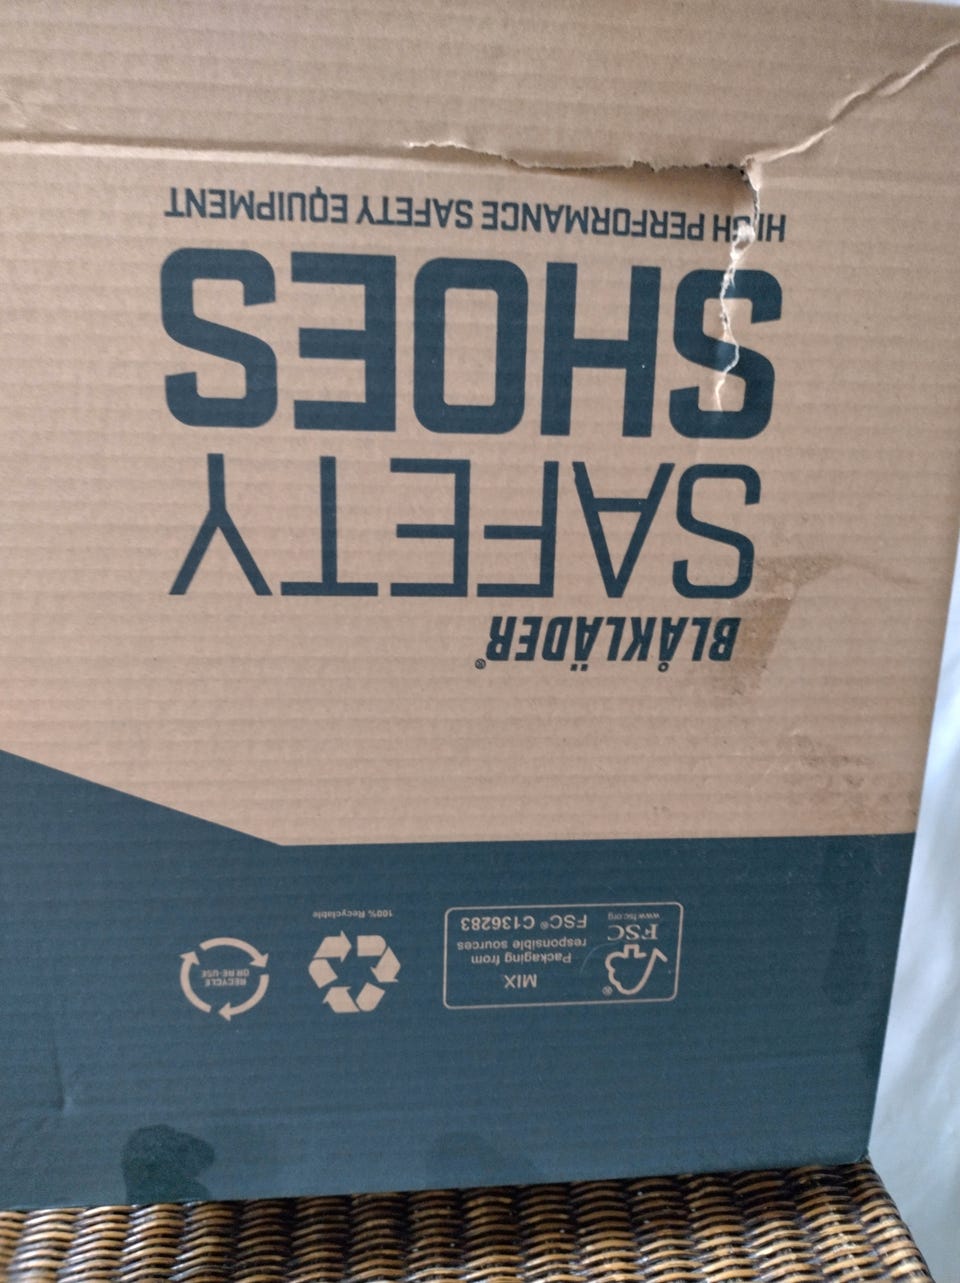 BLÅKLÄDER®
SAFETY
SHOES
HIGH PERFORMANCE SAFETY EQUIPMENT
®
FSC
www.fsc.org
MIX
Packaging from
responsible sources
FSC® C136283
100% Recyclable
RECYCLE
OR RE-USE